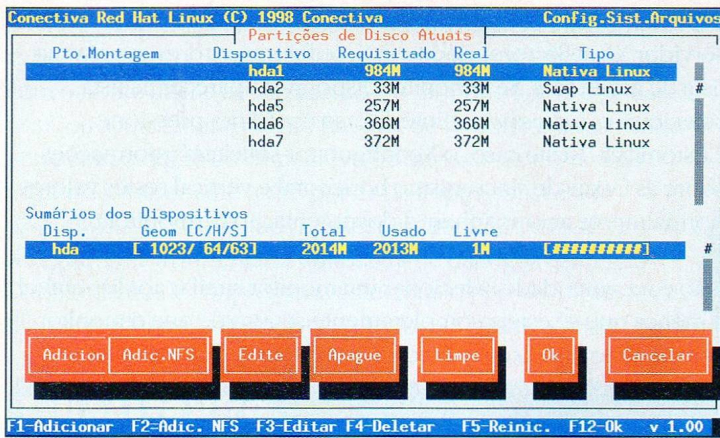 Conectiva Red Hat Linux (C) 1998 Conectiva Config.Sist.Arquivos
Partições de Disco Atuais
Pto.Montagem Dispositivo Requisitado Real Tipo
hda1 984M 984M Nativa Linux
hda2 33M 33M Swap Linux #
hda5 257M 257M Nativa Linux
hda6 366M 366M Nativa Linux
hda7 372M 372M Nativa Linux
Sumários dos Dispositivos
Disp. Geom [C/H/S] Total Usado Livre
hda [ 1023/ 64/63] 2014M 2013M 1M [##########] #
Adicion Adic.NFS Edite Apague Limpe Ok Cancelar
F1-Adicionar F2=Adic. NFS F3-Editar F4-Deletar F5-Reinic. F12-Ok v 1.00